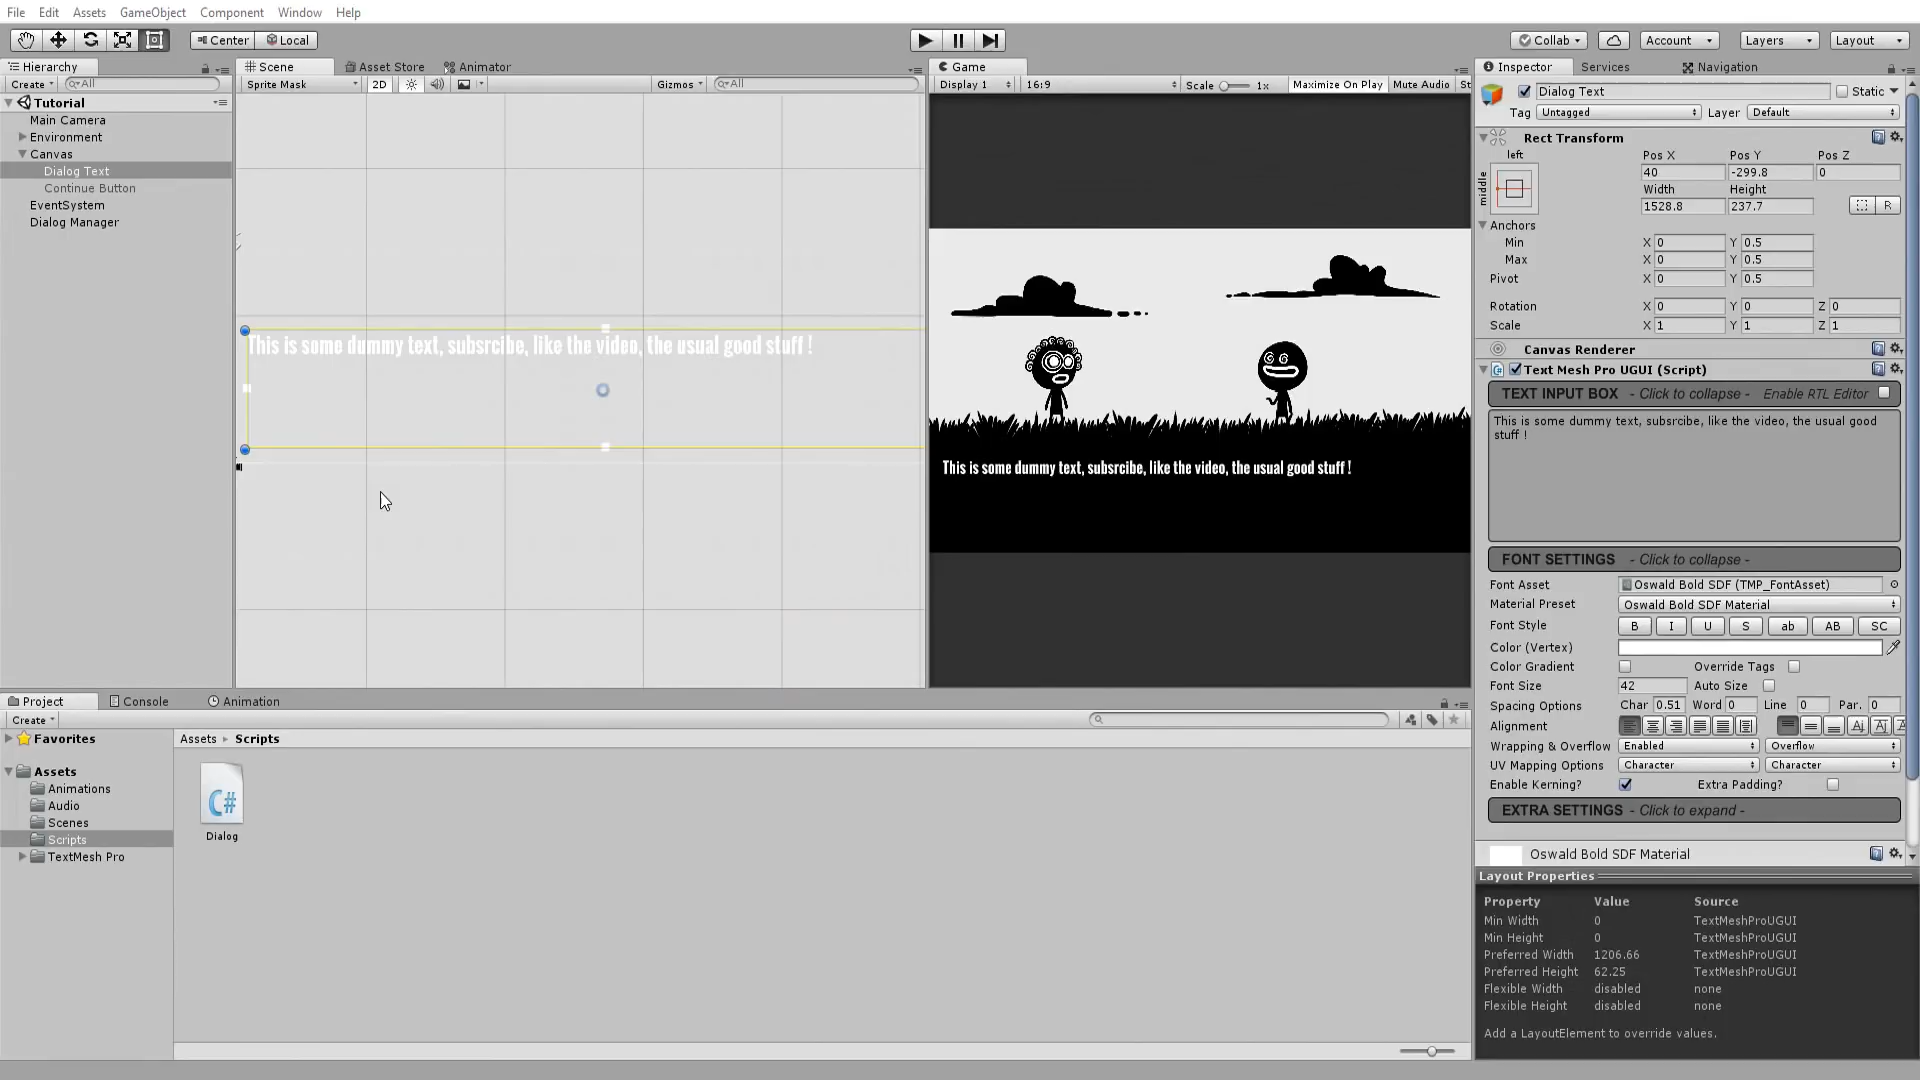 File Edit Assets GameObject Component Window Help
Center Local
Collab Account Layers Layout
Hierarchy
Create All
Tutorial
Main Camera
Environment
Canvas
Dialog Text
Continue Button
EventSystem
Dialog Manager
Scene Asset Store Animator
Sprite Mask 2D Gizmos All
This is some dummy text, subsrcibe, like the video, the usual good stuff !
Game
Display 1 16:9 Scale 1x Maximize On Play Mute Audio St
This is some dummy text, subsrcibe, like the video, the usual good stuff !
Inspector Services Navigation
Dialog Text Static
Tag Untagged Layer Default
Rect Transform
left Pos X Pos Y Pos Z
middle 40 -299.8 0
Width Height
1528.8 237.7 R
Anchors
Min X 0 Y 0.5
Max X 0 Y 0.5
Pivot X 0 Y 0.5
Rotation X 0 Y 0 Z 0
Scale X 1 Y 1 Z 1
Canvas Renderer
Text Mesh Pro UGUI (Script)
TEXT INPUT BOX - Click to collapse - Enable RTL Editor
This is some dummy text, subsrcibe, like the video, the usual good
stuff !
FONT SETTINGS - Click to collapse -
Font Asset Oswald Bold SDF (TMP_FontAsset)
Material Preset Oswald Bold SDF Material
Font Style B I U S ab AB SC
Color (Vertex)
Color Gradient Override Tags
Font Size 42 Auto Size
Spacing Options Char 0.51 Word 0 Line 0 Par. 0
Alignment
Wrapping & Overflow Enabled Overflow
UV Mapping Options Character Character
Enable Kerning? Extra Padding?
EXTRA SETTINGS - Click to expand -
Oswald Bold SDF Material
Layout Properties
Property Value Source
Min Width 0 TextMeshProUGUI
Min Height 0 TextMeshProUGUI
Preferred Width 1206.66 TextMeshProUGUI
Preferred Height 62.25 TextMeshProUGUI
Flexible Width disabled none
Flexible Height disabled none
Add a LayoutElement to override values.
Project Console Animation
Create
Favorites
Assets
Animations
Audio
Scenes
Scripts
TextMesh Pro
Assets Scripts
C#
Dialog